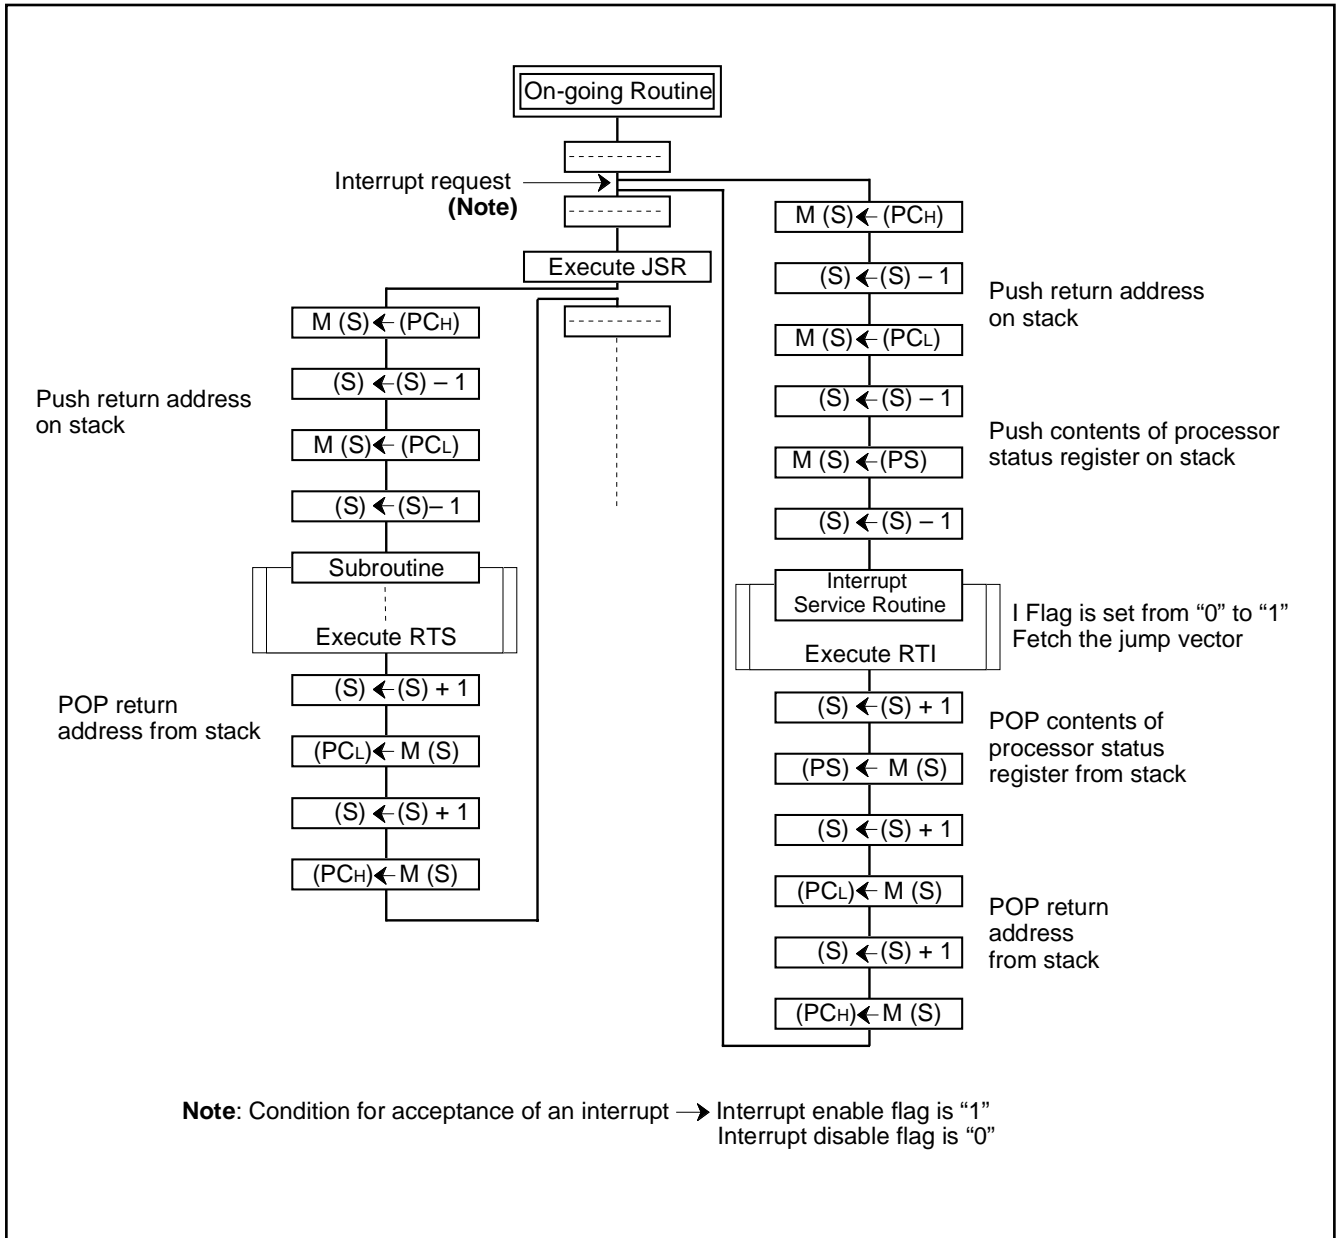 On-going Routine
Interrupt request
(Note)
Execute JSR
M (S) ← (PCH)
(S) ← (S) – 1
M (S) ← (PCL)
(S) ← (S)– 1
Push return address
on stack
Subroutine
Execute RTS
POP return
address from stack
(S) ← (S) + 1
(PCL) ← M (S)
(S) ← (S) + 1
(PCH) ← M (S)
M (S) ← (PCH)
(S) ← (S) – 1
M (S) ← (PCL)
(S) ← (S) – 1
M (S) ← (PS)
(S) ← (S) – 1
Push return address
on stack
Push contents of processor
status register on stack
Interrupt
Service Routine
Execute RTI
I Flag is set from “0” to “1”
Fetch the jump vector
(S) ← (S) + 1
(PS) ← M (S)
(S) ← (S) + 1
(PCL) ← M (S)
(S) ← (S) + 1
(PCH) ← M (S)
POP contents of
processor status
register from stack
POP return
address
from stack
Note: Condition for acceptance of an interrupt → Interrupt enable flag is “1”
Interrupt disable flag is “0”